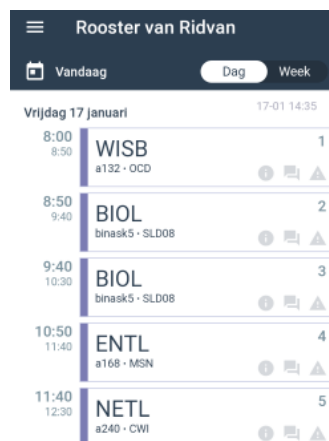 Rooster van Ridvan
Vandaag
Dag Week
Vrijdag 17 januari
17-01 14:35
8:00
8:50
WISB
a132 • OCD
1
8:50
9:40
BIOL
binask5 • SLD08
2
9:40
10:30
BIOL
binask5 • SLD08
3
10:50
11:40
ENTL
a168 • MSN
4
11:40
12:30
NETL
a240 • CWI
5